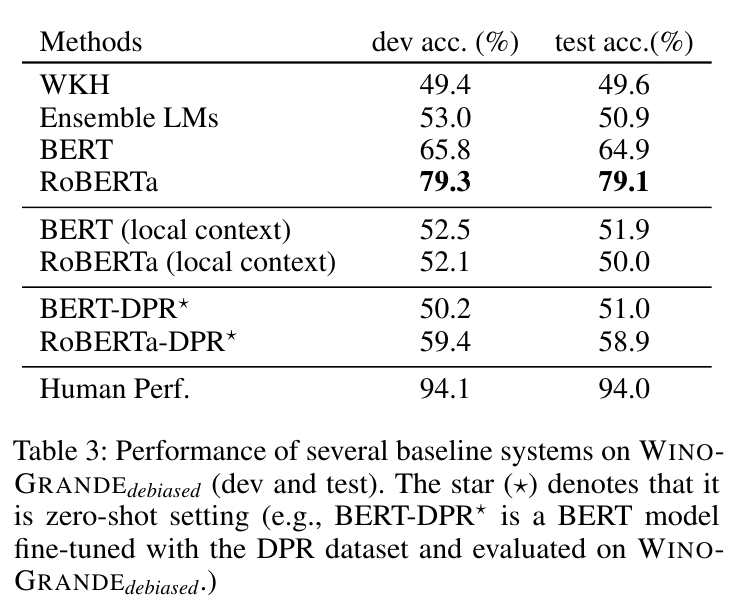 Methods dev acc. (%) test acc.(%)
WKH 49.4 49.6
Ensemble LMs 53.0 50.9
BERT 65.8 64.9
RoBERTa 79.3 79.1
BERT (local context) 52.5 51.9
RoBERTa (local context) 52.1 50.0
BERT-DPR⋆ 50.2 51.0
RoBERTa-DPR⋆ 59.4 58.9
Human Perf. 94.1 94.0
Table 3: Performance of several baseline systems on WINO-
GRANDEdebiased (dev and test). The star (⋆) denotes that it
is zero-shot setting (e.g., BERT-DPR⋆ is a BERT model
fine-tuned with the DPR dataset and evaluated on WINO-
GRANDEdebiased.)